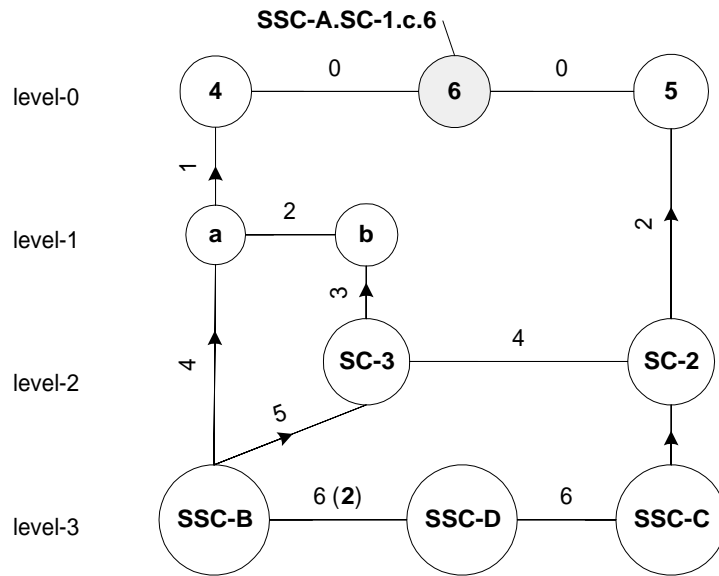 SSC-A.SC-1.c.6
level-0
4
0
6
0
5
1
level-1
a
2
b
2
3
level-2
4
SC-3
4
SC-2
5
level-3
SSC-B
6 (2)
SSC-D
6
SSC-C